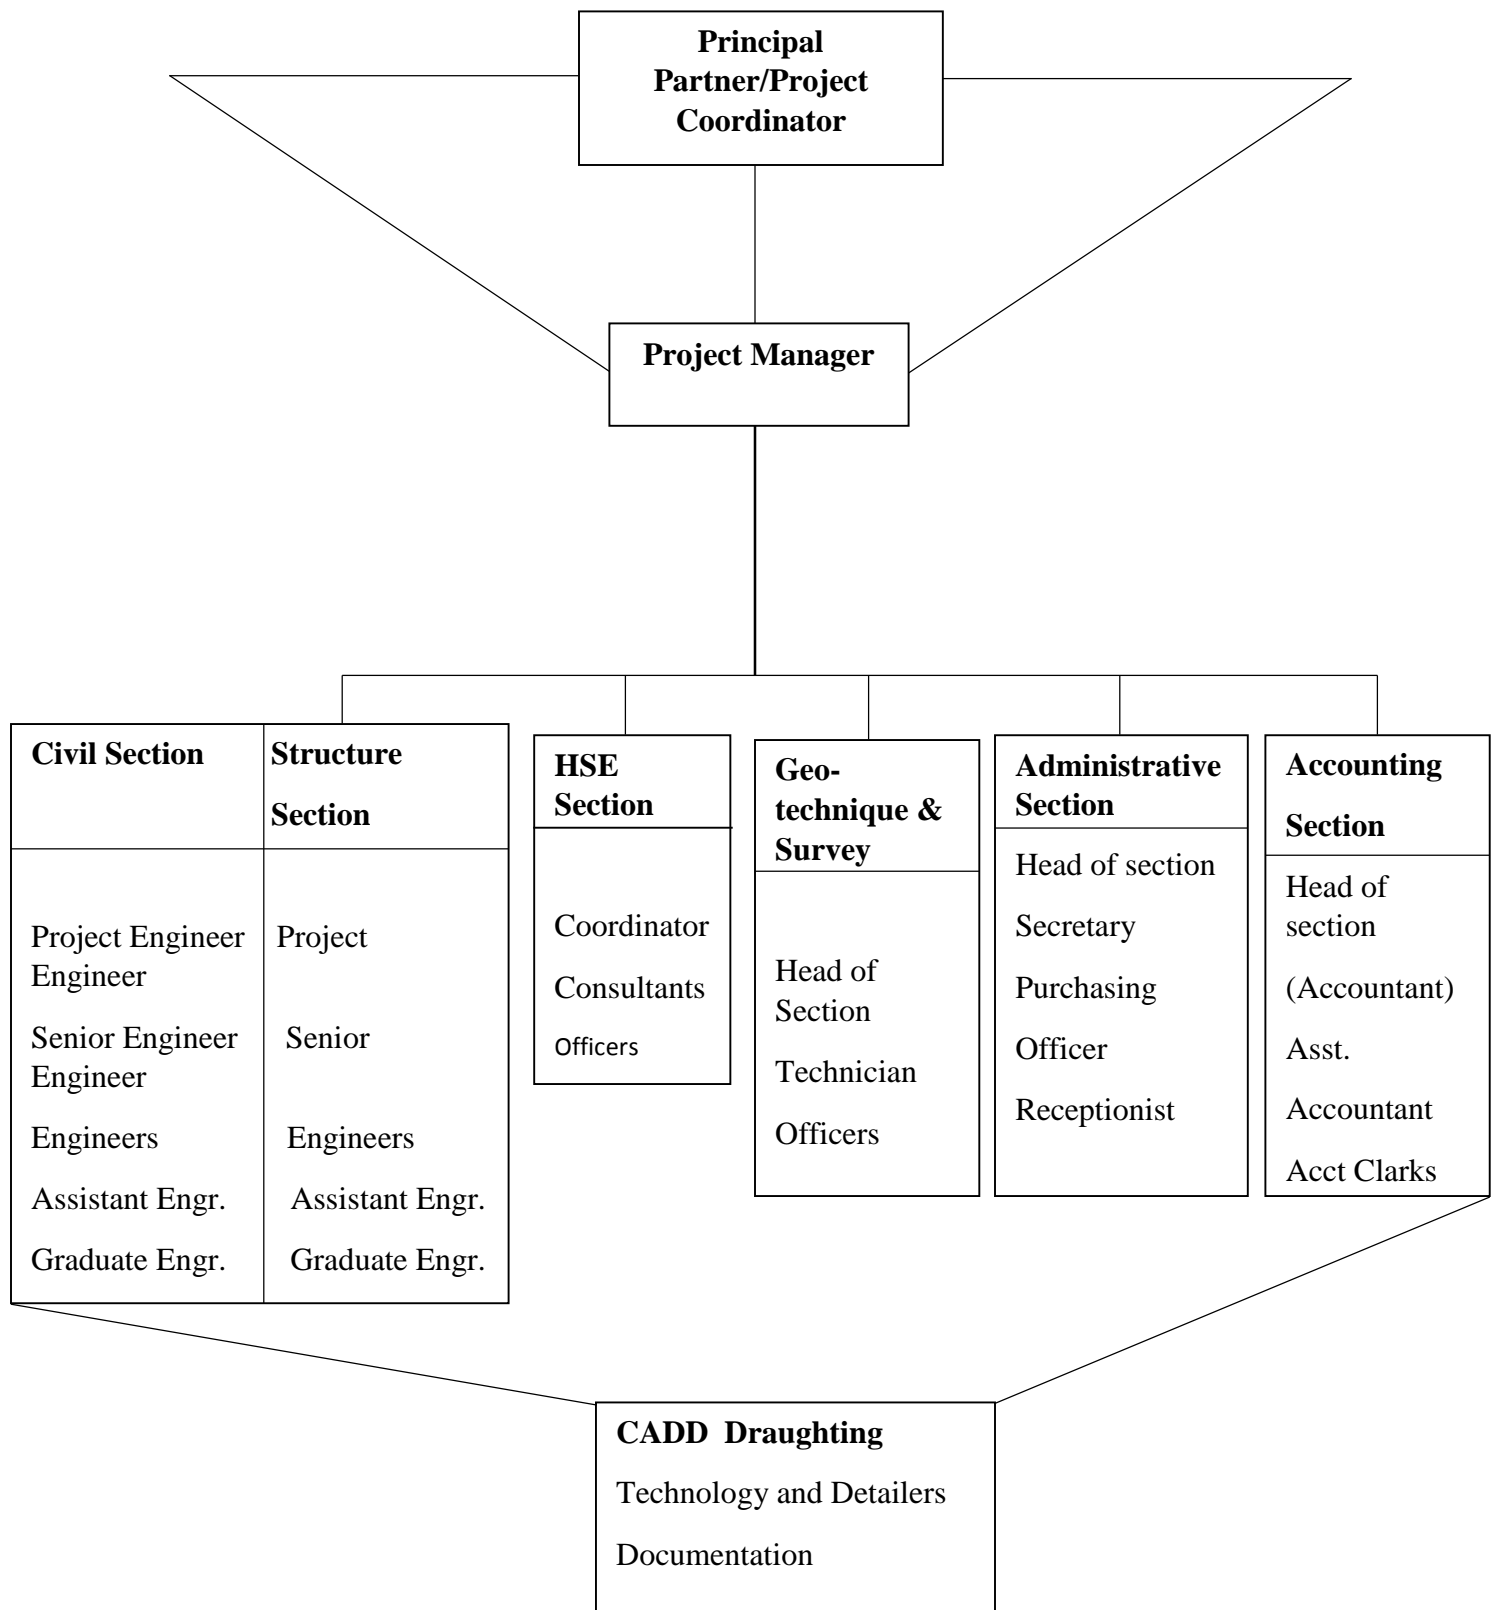 Principal
Partner/Project
Coordinator
Project Manager
Civil Section
Project Engineer
Engineer
Senior Engineer
Engineer
Engineers
Assistant Engr.
Graduate Engr.
Structure
Section
Project
Senior
Engineers
Assistant Engr.
Graduate Engr.
HSE
Section
Coordinator
Consultants
Officers
Geo-
technique &
Survey
Head of
Section
Technician
Officers
Administrative
Section
Head of section
Secretary
Purchasing
Officer
Receptionist
Accounting
Section
Head of
section
(Accountant)
Asst.
Accountant
Acct Clarks
CADD Draughting
Technology and Detailers
Documentation